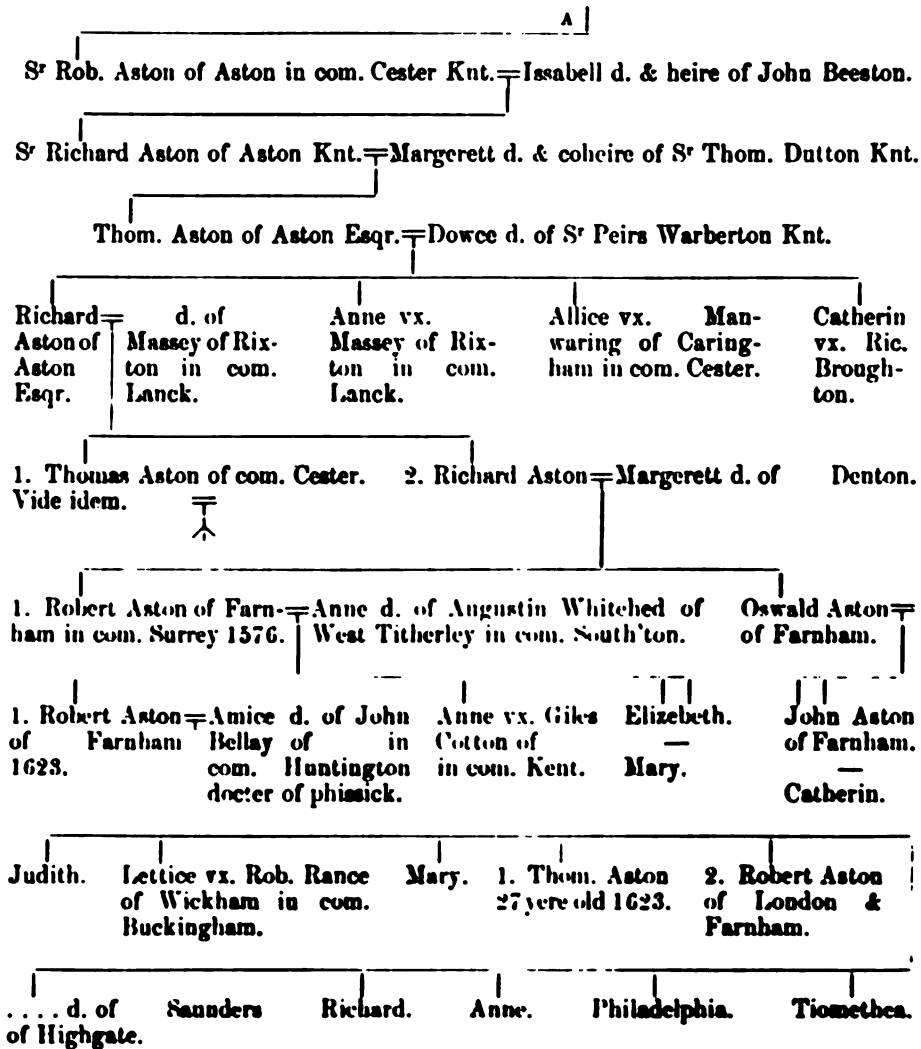 A
Sʳ Rob. Aston of Aston in com. Cester Knt.
Issabell d. & heire of John Beeston.
Sʳ Richard Aston of Aston Knt.
Margerett d. & coheire of Sʳ Thom. Dutton Knt.
Thom. Aston of Aston Esqr.
Dowce d. of Sʳ Peirs Warberton Knt.
Richard
Aston of
Aston
Esqr.
d. of
Massey of Rix-
ton in com.
Lanck.
Anne vx.
Massey of Rix-
ton in com.
Lanck.
Allice vx. Man-
waring of Caring-
ham in com. Cester.
Catherin
vx. Ric.
Brough-
ton.
1. Thomas Aston of com. Cester.
Vide idem.
2. Richard Aston
Margerett d. of Denton.
1. Robert Aston of Farn-
ham in com. Surrey 1576.
Anne d. of Augustin Whitehed of
West Titherley in com. South'ton.
Oswald Aston
of Farnham.
1. Robert Aston
of Farnham
1623.
Amice d. of John
Bellay of in
com. Huntington
docter of phissick.
Anne vx. Giles
Cotton of
in com. Kent.
Elizebeth.
—
Mary.
John Aston
of Farnham.
—
Catherin.
Judith.
Lettice vx. Rob. Rance
of Wickham in com.
Buckingham.
Mary.
1. Thom. Aston
27 yere old 1623.
2. Robert Aston
of London &
Farnham.
.... d. of Saunders
of Highgate.
Richard.
Anne.
Philadelphia.
Tiomethea.